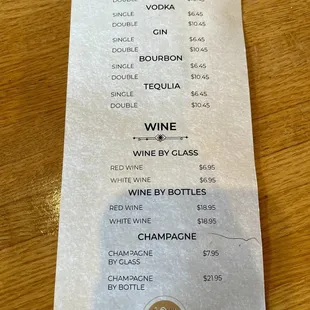 DOUBLE
VODKA
SINGLE $6.45
DOUBLE $10.45
GIN
SINGLE $6.45
DOUBLE $10.45
BOURBON
SINGLE $6.45
DOUBLE $10.45
TEQULIA
SINGLE $6.45
DOUBLE $10.45
WINE
WINE BY GLASS
RED WINE $6.95
WHITE WINE $6.95
WINE BY BOTTLES
RED WINE $18.95
WHITE WINE $18.95
CHAMPAGNE
CHAMPAGNE $7.95
BY GLASS
CHAMPAGNE $21.95
BY BOTTLE